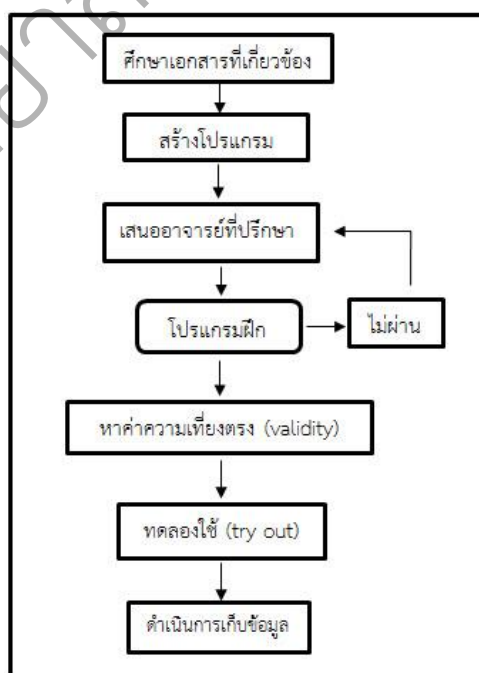 ศึกษาเอกสารที่เกี่ยวข้อง
สร้างโปรแกรม
เสนออาจารย์ที่ปรึกษา
โปรแกรมฝึก
ไม่ผ่าน
หาค่าความเที่ยงตรง (validity)
ทดลองใช้ (try out)
ดำเนินการเก็บข้อมูล